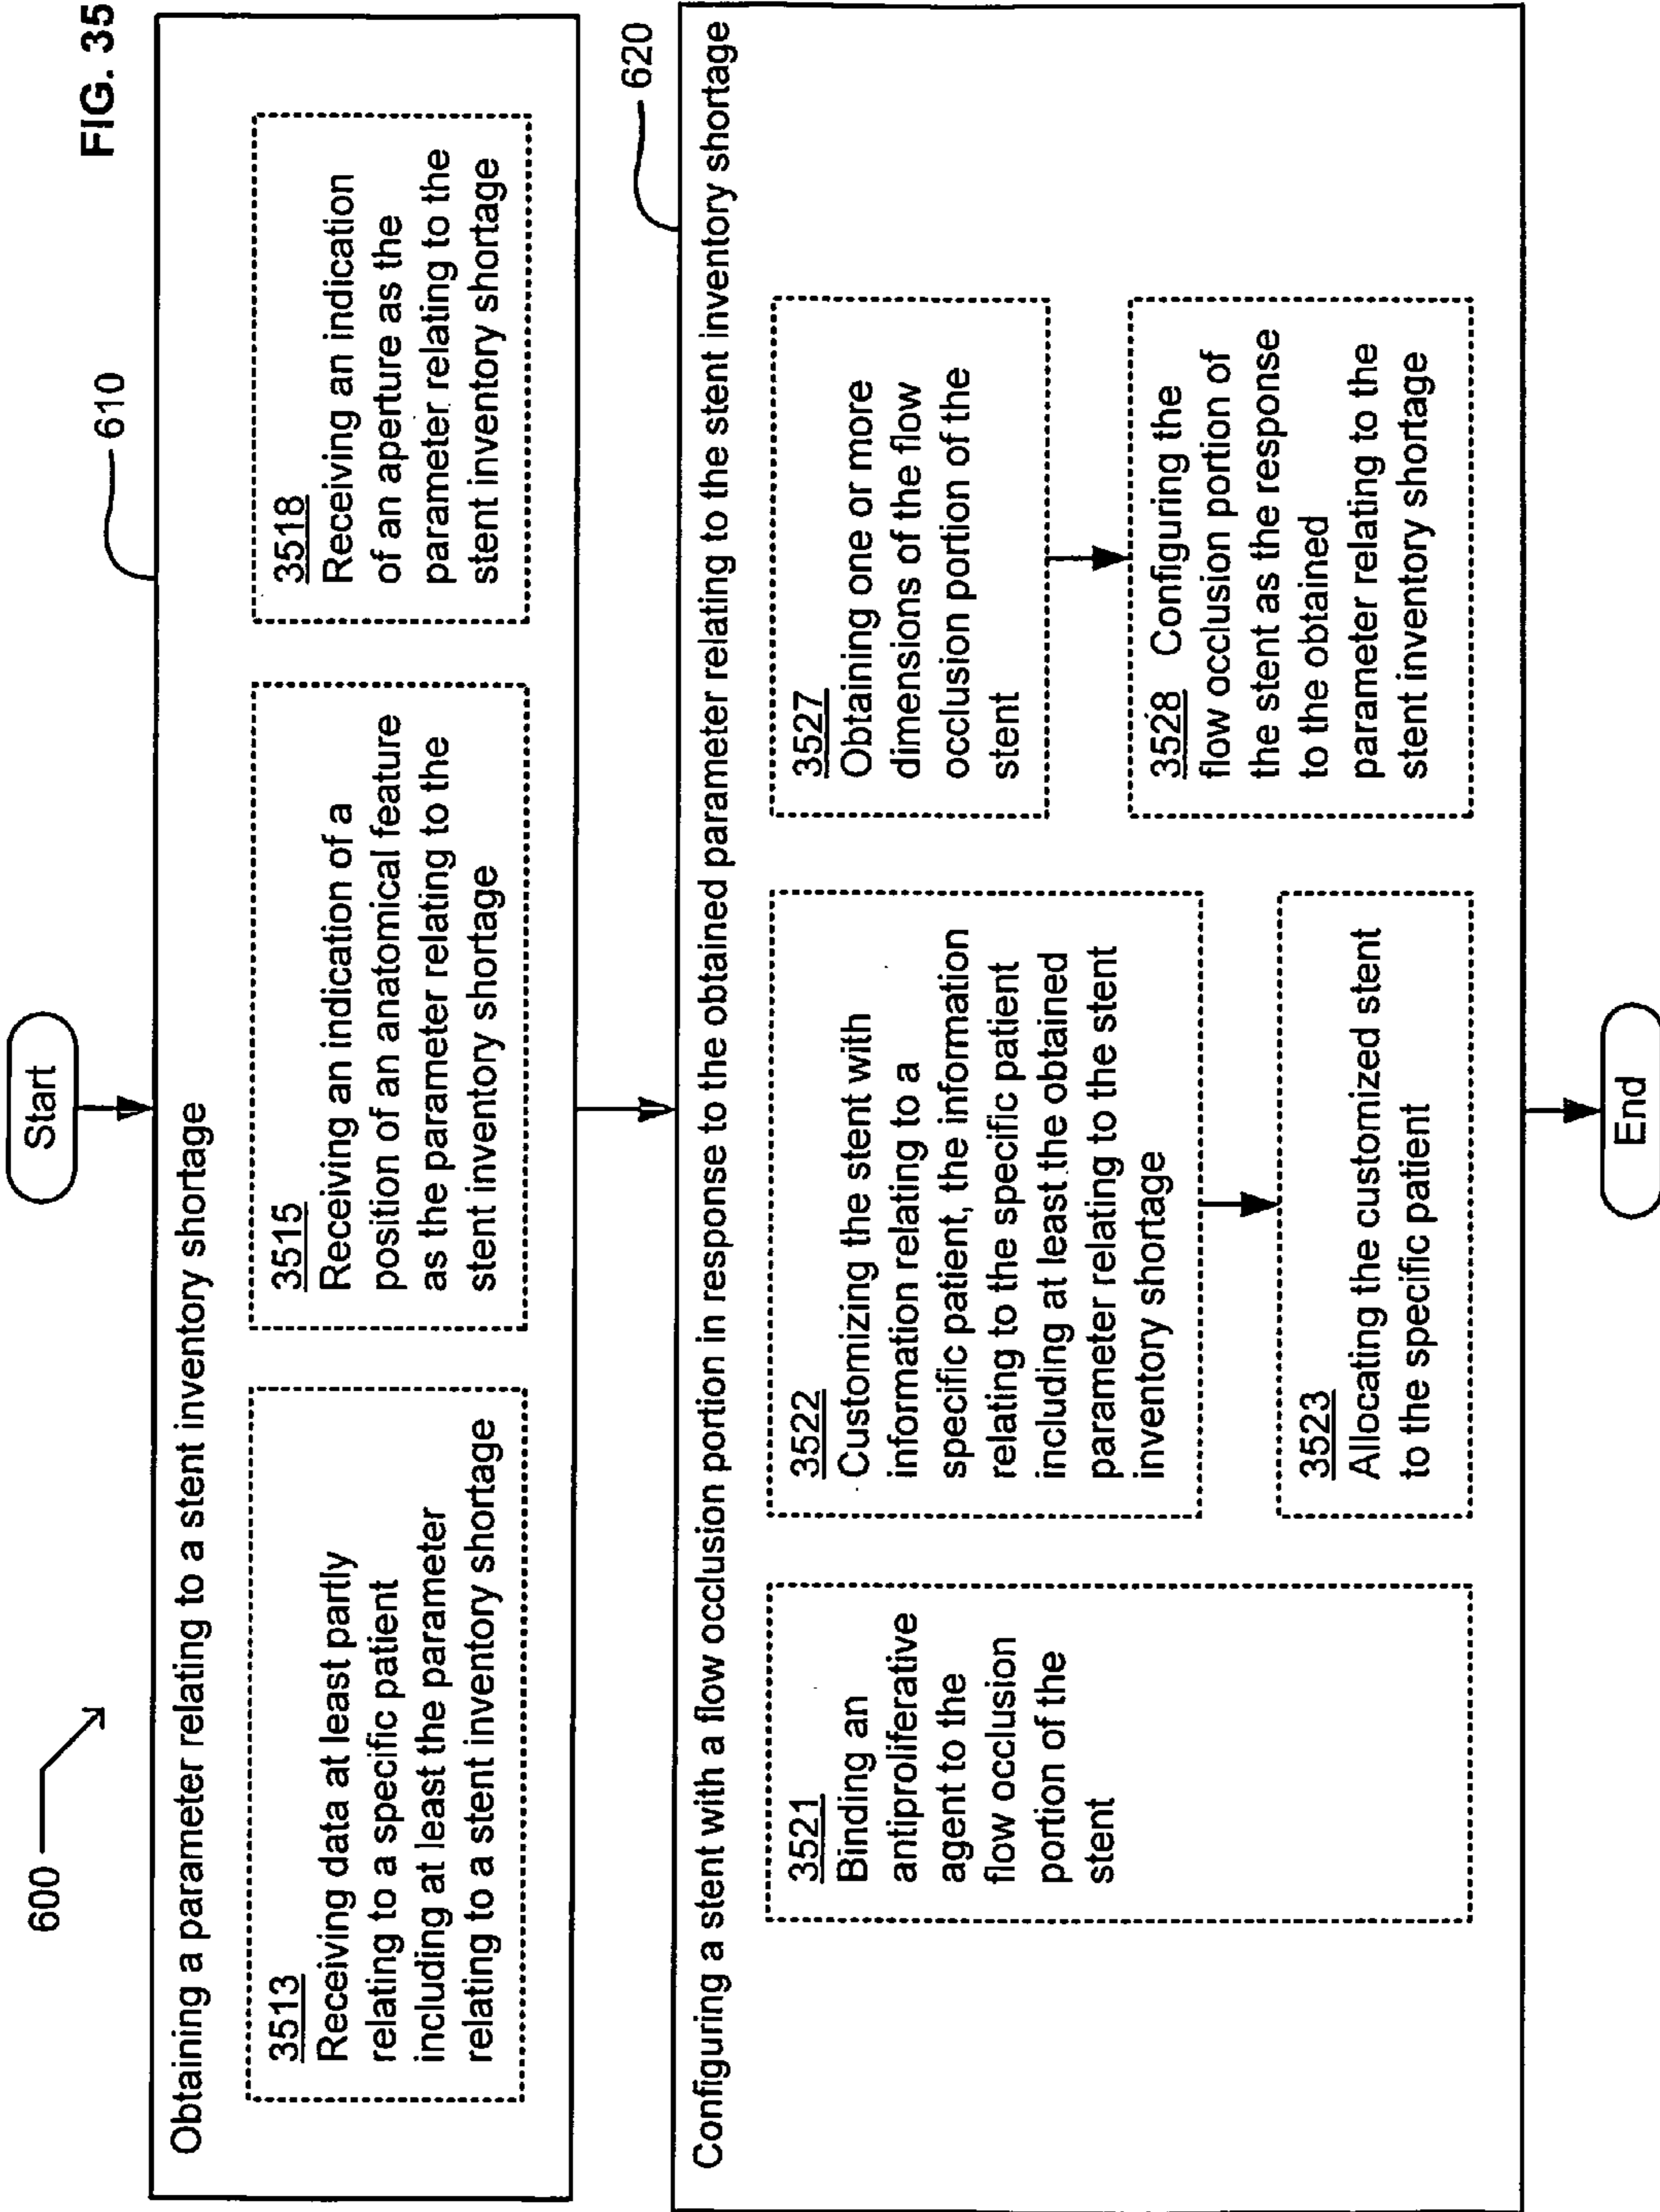 FIG. 35
600
Start
610
Obtaining a parameter relating to a stent inventory shortage
3513
Receiving data at least partly
relating to a specific patient
including at least the parameter
relating to a stent inventory shortage
3515
Receiving an indication of a
position of an anatomical feature
as the parameter relating to the
stent inventory shortage
3518
Receiving an indication
of an aperture as the
parameter relating to the
stent inventory shortage
620
Configuring a stent with a flow occlusion portion in response to the obtained parameter relating to the stent inventory shortage
3521
Binding an
antiproliferative
agent to the
flow occlusion
portion of the
stent
3522
Customizing the stent with
information relating to a
specific patient, the information
relating to the specific patient
including at least the obtained
parameter relating to the stent
inventory shortage
3523
Allocating the customized stent
to the specific patient
3527
Obtaining one or more
dimensions of the flow
occlusion portion of the
stent
3528 Configuring the
flow occlusion portion of
the stent as the response
to the obtained
parameter relating to the
stent inventory shortage
End